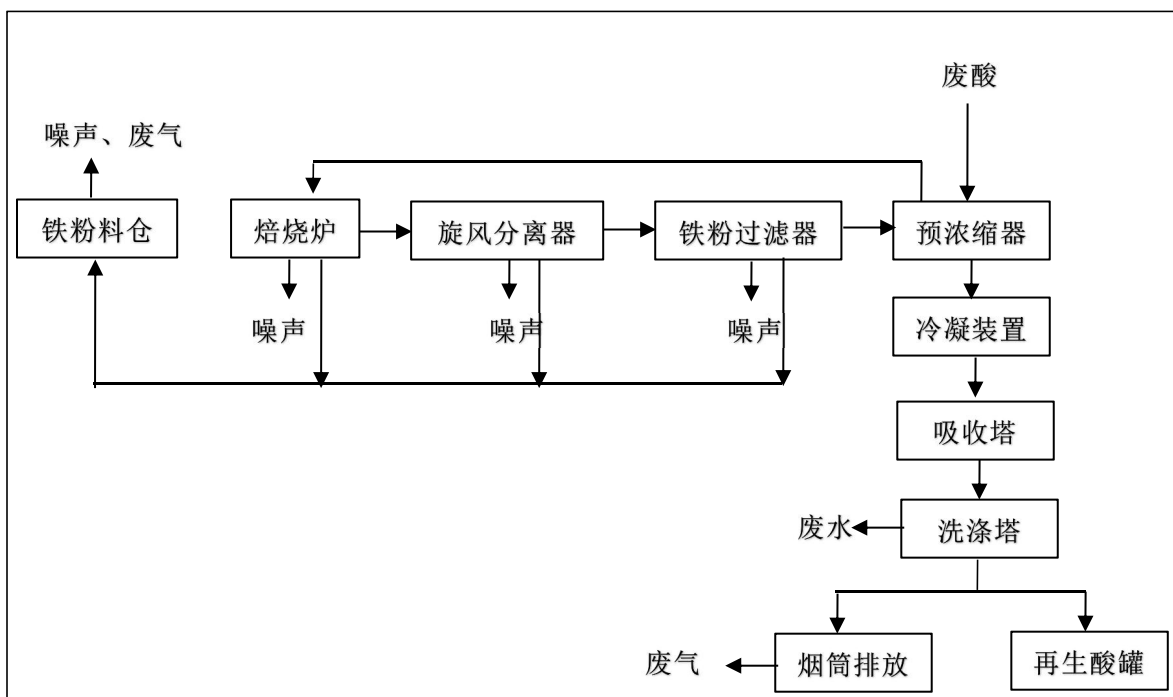 废酸
噪声、废气
铁粉料仓
焙烧炉
旋风分离器
铁粉过滤器
预浓缩器
噪声
噪声
噪声
冷凝装置
吸收塔
废水
洗涤塔
废气
烟筒排放
再生酸罐